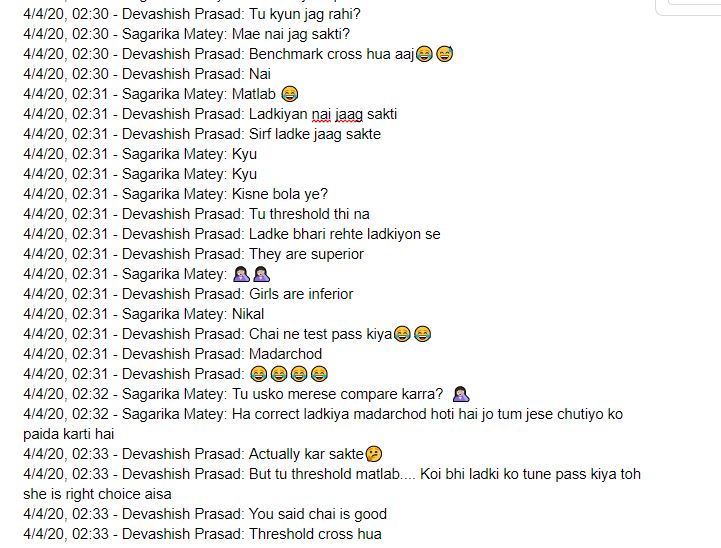 4/4/20, 02:30 - Devashish Prasad: Tu kyun jag rahi?
4/4/20, 02:30 - Sagarika Matey: Mae nai jag sakti?
4/4/20, 02:30 - Devashish Prasad: Benchmark cross hua aaj😂😅
4/4/20, 02:30 - Devashish Prasad: Nai
4/4/20, 02:31 - Sagarika Matey: Matlab 😂
4/4/20, 02:31 - Devashish Prasad: Ladkiyan nai jaag sakti
4/4/20, 02:31 - Devashish Prasad: Sirf ladke jaag sakte
4/4/20, 02:31 - Sagarika Matey: Kyu
4/4/20, 02:31 - Sagarika Matey: Kyu
4/4/20, 02:31 - Sagarika Matey: Kisne bola ye?
4/4/20, 02:31 - Devashish Prasad: Tu threshold thi na
4/4/20, 02:31 - Devashish Prasad: Ladke bhari rehte ladkiyon se
4/4/20, 02:31 - Devashish Prasad: They are superior
4/4/20, 02:31 - Sagarika Matey: 🤦🏻‍♀️🤦🏻‍♀️
4/4/20, 02:31 - Devashish Prasad: Girls are inferior
4/4/20, 02:31 - Sagarika Matey: Nikal
4/4/20, 02:31 - Devashish Prasad: Chai ne test pass kiya😂😂
4/4/20, 02:31 - Devashish Prasad: Madarchod
4/4/20, 02:31 - Devashish Prasad: 😂😂😂😂
4/4/20, 02:32 - Sagarika Matey: Tu usko merese compare karra? 🤦🏻‍♀️
4/4/20, 02:32 - Sagarika Matey: Ha correct ladkiya madarchod hoti hai jo tum jese chutiyo ko
paida karti hai
4/4/20, 02:33 - Devashish Prasad: Actually kar sakte🤔
4/4/20, 02:33 - Devashish Prasad: But tu threshold matlab.... Koi bhi ladki ko tune pass kiya toh
she is right choice aisa
4/4/20, 02:33 - Devashish Prasad: You said chai is good
4/4/20, 02:33 - Devashish Prasad: Threshold cross hua